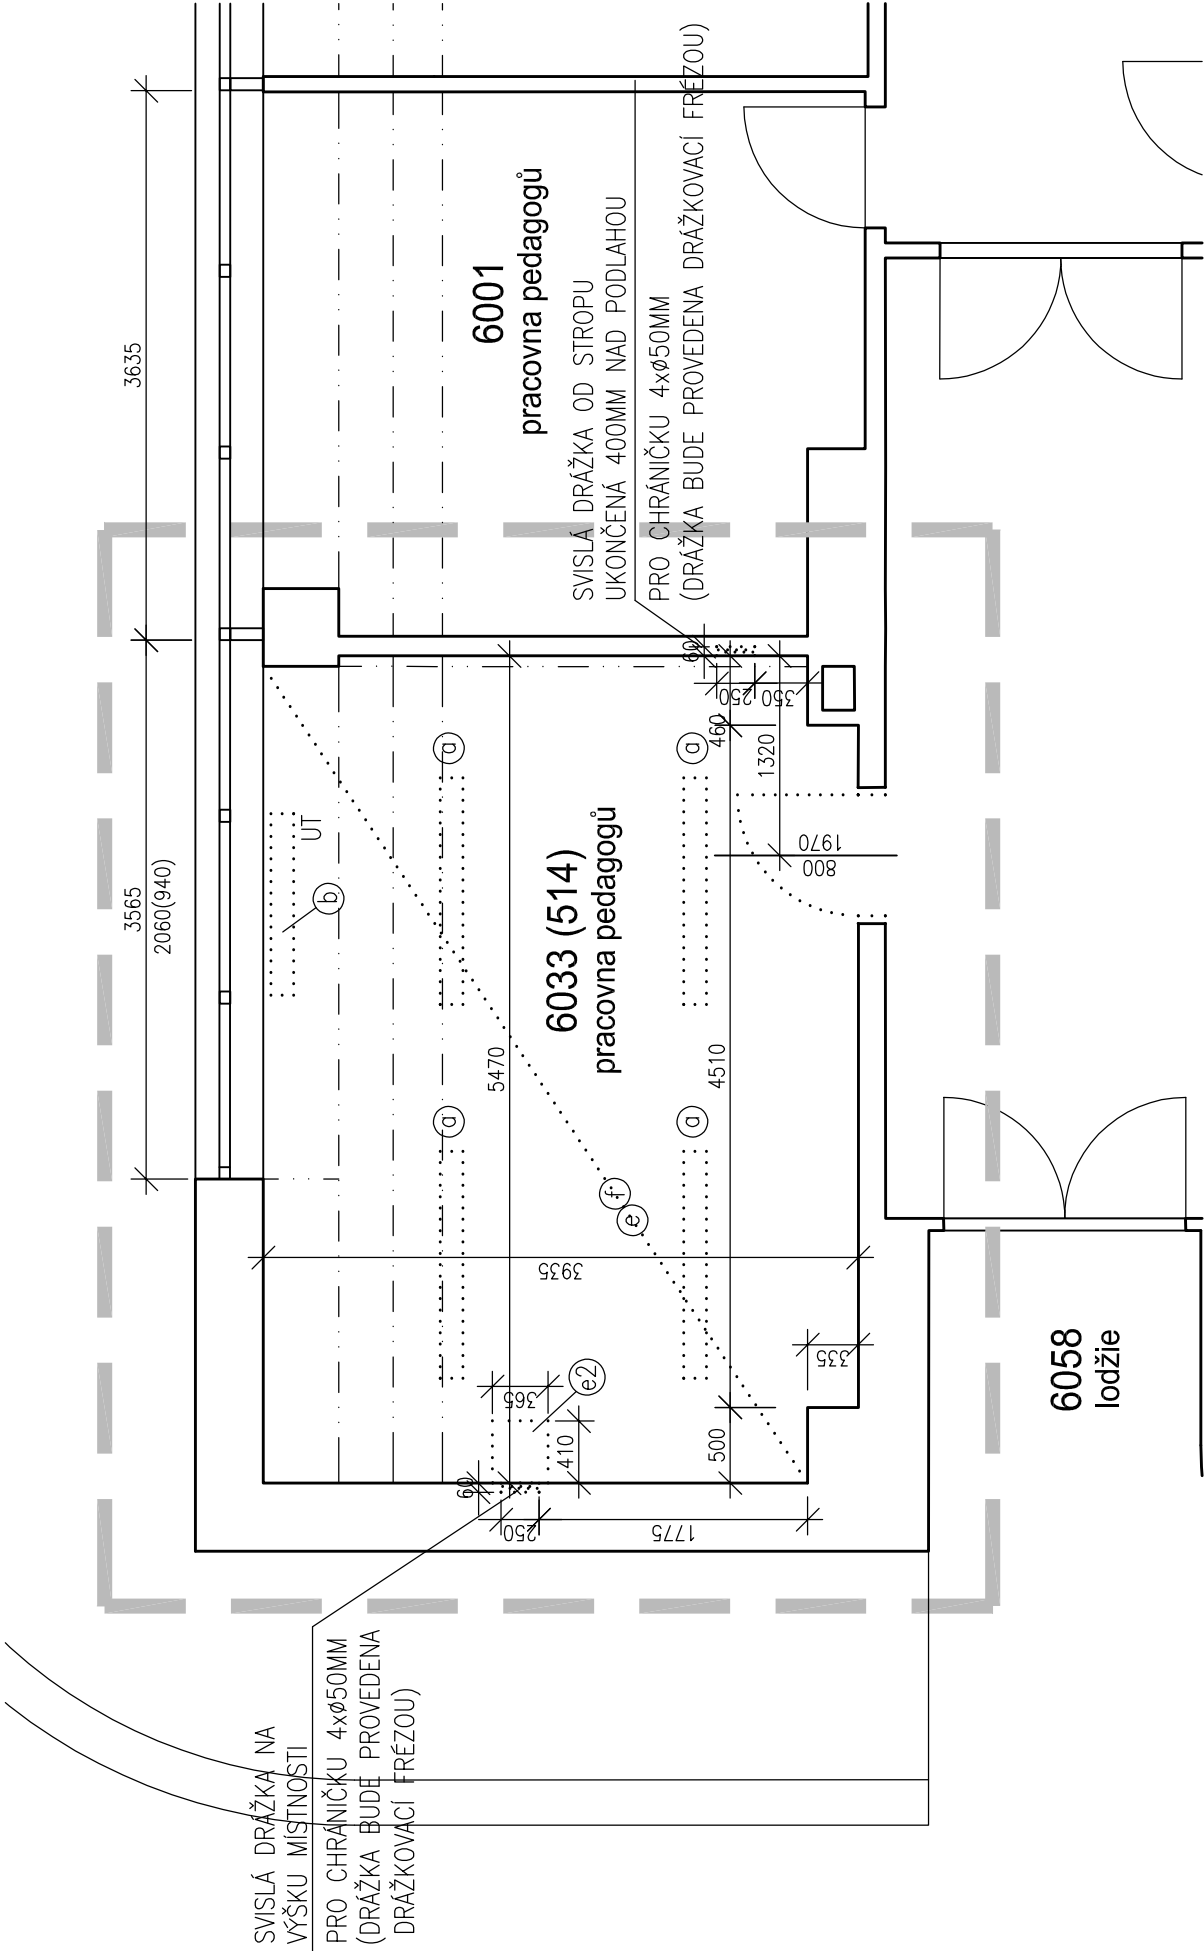 SVISLÁ DRÁŽKA NA
VÝŠKU MÍSTNOSTI
PRO CHRÁNIČKU 4xø50MM
(DRÁŽKA BUDE PROVEDENA
DRÁŽKOVACÍ FRÉZOU)
3565
2060(940)
3635
UT
b
a
a
a
a
f
e
e2
6033 (514)
pracovna pedagogů
6001
pracovna pedagogů
SVISLÁ DRÁŽKA OD STROPU
UKONČENÁ 400MM NAD PODLAHOU
PRO CHRÁNIČKU 4xø50MM
(DRÁŽKA BUDE PROVEDENA DRÁŽKOVACÍ FRÉZOU)
5470
4510
3935
335
365
410
500
60
250
1775
60
250
350
460
1320
800
1970
6058
lodžie